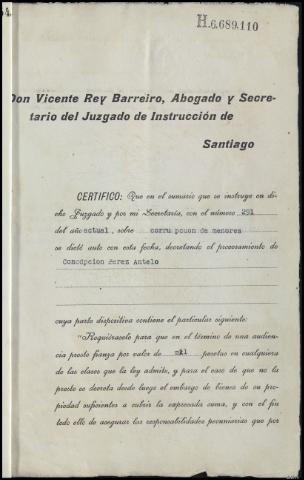 54.
H.6.689.110
Don Vicente Rey Barreiro, Abogado y Secre-
tario del Juzgado de Instrucción de
Santiago
CERTIFICO: Que en el sumario que se instruye en di-
cho Juzgado y por mi Secretaría, con el número 291
del año actual, sobre corrupcion de menores
se dictó auto con esta fecha, decretando el procesamiento de
Concdpcion Perez Antelo
cuya parte dispositiva contiene el particular siguiente:
"Requiérasele para que en el término de una audien-
cia preste fianza por valor de mil pesetas en cualquiera
de las clases que la ley admite, y para el caso de que no la
preste se decreta desde luego el embargo de bienes de su pro-
piedad suficientes a cubrir la expresada suma, y con el fin
todo ello de asegurar las responsabilidades pecuniarias que por